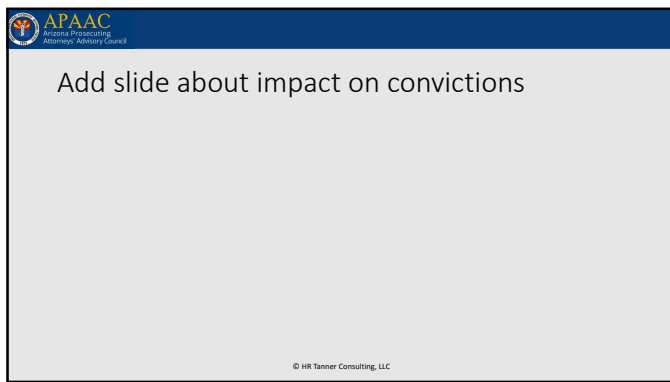 APAAC
Arizona Prosecuting
Attorneys' Advisory Council
Add slide about impact on convictions
© HR Tanner Consulting, LLC